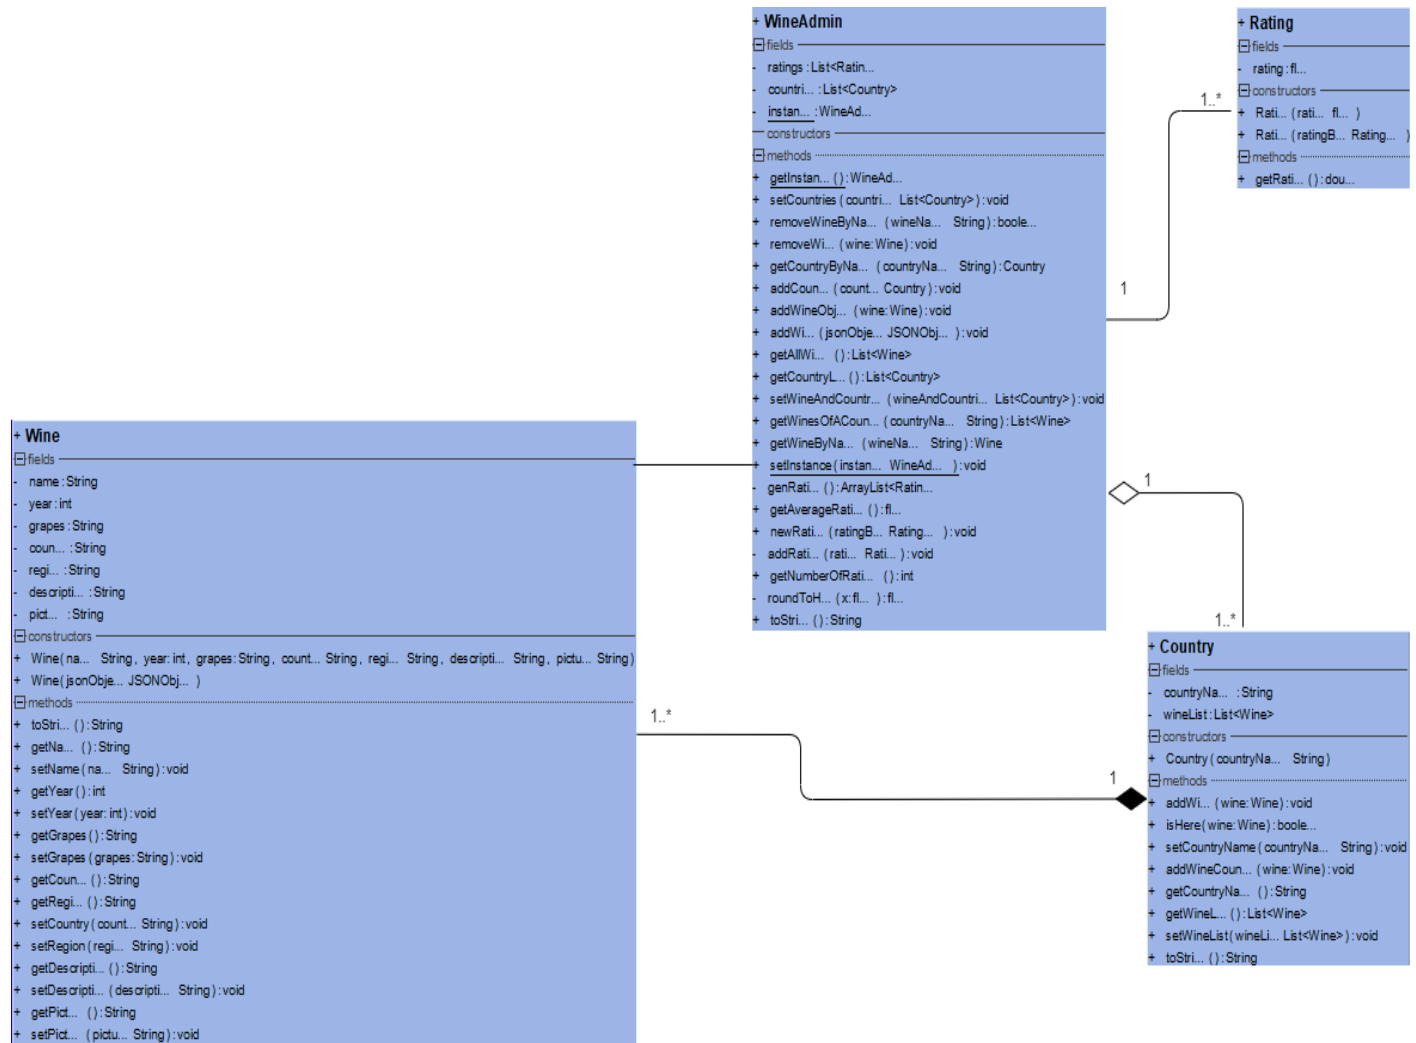 + WineAdmin
fields
- ratings : List<Ratin...
- countri... : List<Country>
- instan... : WineAd...
constructors
methods
+ getInstan... ( ) : WineAd...
+ setCountries ( countri... List<Country> ) : void
+ removeWineByNa... ( wineNa... String ) : boole...
+ removeWi... ( wine : Wine ) : void
+ getCountryByNa... ( countryNa... String ) : Country
+ addCoun... ( count... Country ) : void
+ addWineObj... ( wine : Wine ) : void
+ addWi... ( jsonObje... JSONObj... ) : void
+ getAllWi... ( ) : List<Wine>
+ getCountryL... ( ) : List<Country>
+ setWineAndCountr... ( wineAndCountri... List<Country> ) : void
+ getWinesOfACoun... ( countryNa... String ) : List<Wine>
+ getWineByNa... ( wineNa... String ) : Wine
+ setInstance ( instan... WineAd... ) : void
- genRati... ( ) : ArrayList<Ratin...
+ getAverageRati... ( ) : fl...
+ newRati... ( ratingB... Rating... ) : void
- addRati... ( rati... Rati... ) : void
+ getNumberOfRati... ( ) : int
- roundToH... ( x : fl... ) : fl...
+ toStri... ( ) : String
+ Rating
fields
- rating : fl...
constructors
+ Rati... ( rati... fl... )
+ Rati... ( ratingB... Rating... )
methods
+ getRati... ( ) : dou...
1..*
1
1
1..*
+ Wine
fields
- name : String
- year : int
- grapes : String
- coun... : String
- regi... : String
- descripti... : String
- pict... : String
constructors
+ Wine ( na... String , year : int , grapes : String , count... String , regi... String , descripti... String , pictu... String )
+ Wine ( jsonObje... JSONObj... )
methods
+ toStri... ( ) : String
+ getNa... ( ) : String
+ setName ( na... String ) : void
+ getYear ( ) : int
+ setYear ( year : int ) : void
+ getGrapes ( ) : String
+ setGrapes ( grapes : String ) : void
+ getCoun... ( ) : String
+ getRegi... ( ) : String
+ setCountry ( count... String ) : void
+ setRegion ( regi... String ) : void
+ getDescripti... ( ) : String
+ setDescripti... ( descripti... String ) : void
+ getPict... ( ) : String
+ setPict... ( pictu... String ) : void
1..*
1
+ Country
fields
- countryNa... : String
- wineList : List<Wine>
constructors
+ Country ( countryNa... String )
methods
+ addWi... ( wine : Wine ) : void
+ isHere ( wine : Wine ) : boole...
+ setCountryName ( countryNa... String ) : void
+ addWineCoun... ( wine : Wine ) : void
+ getCountryNa... ( ) : String
+ getWineL... ( ) : List<Wine>
+ setWineList ( wineLi... List<Wine> ) : void
+ toStri... ( ) : String